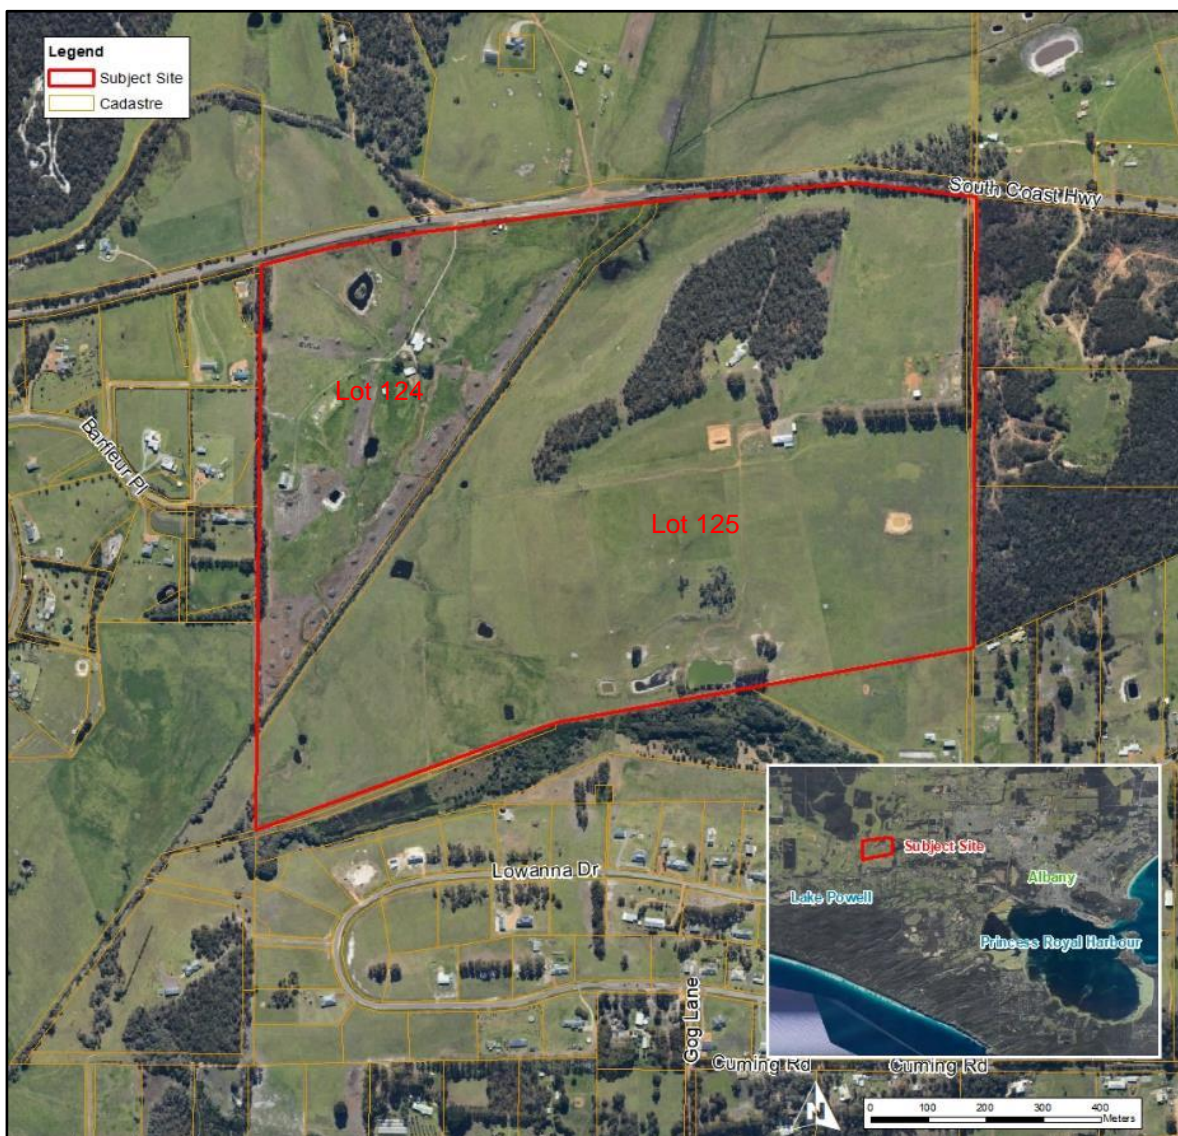 Legend
Subject Site
Cadastre
South Coast Hwy
Lot 124
Barfleur Pl
Lot 125
Lowanna Dr
Subject Site
Albany
Lake Powell
Princess Royal Harbour
Gog Lane
Cuming Rd
Cuming Rd
N
0 100 200 300 400
Meters